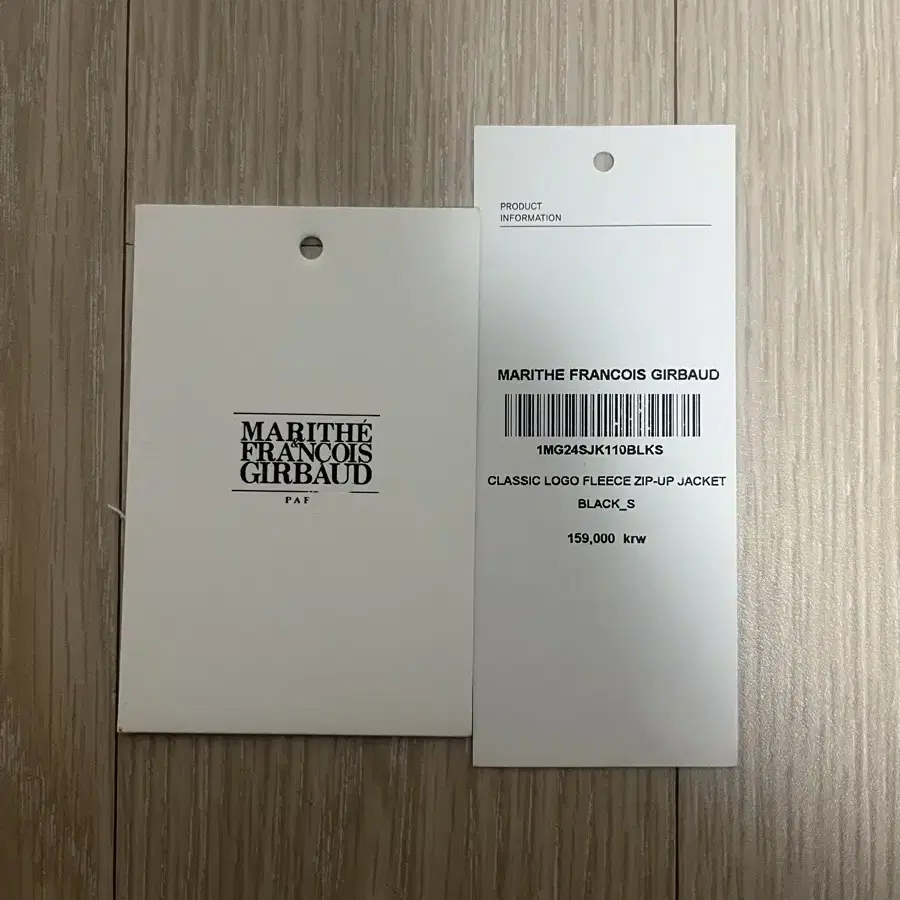 MARITHÉ
&
FRANCOIS
GIRBAUD
PRODUCT
INFORMATION
MARITHE FRANCOIS GIRBAUD
1MG24SJK110BLKS
CLASSIC LOGO FLEECE ZIP-UP JACKET
BLACK_S
159,000 krw